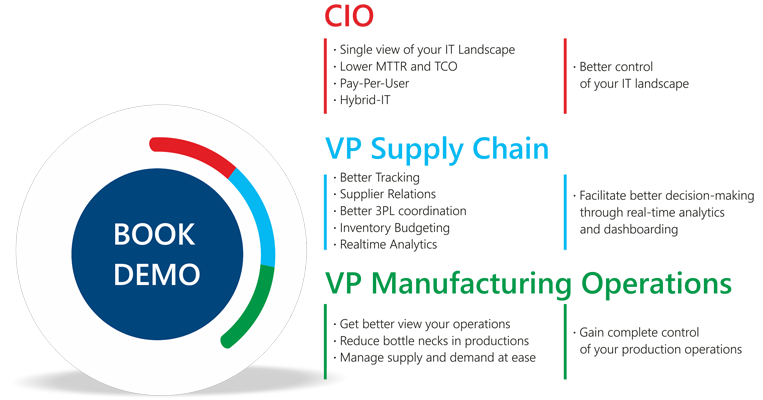 CIO
· Single view of your IT Landscape
· Lower MTTR and TCO
· Pay-Per-User
· Hybrid-IT
· Better control
of your IT landscape
VP Supply Chain
· Better Tracking
· Supplier Relations
· Better 3PL coordination
· Inventory Budgeting
· Realtime Analytics
· Facilitate better decision-making
through real-time analytics
and dashboarding
VP Manufacturing Operations
· Get better view your operations
· Reduce bottle necks in productions
· Manage supply and demand at ease
· Gain complete control
of your production operations
BOOK
DEMO